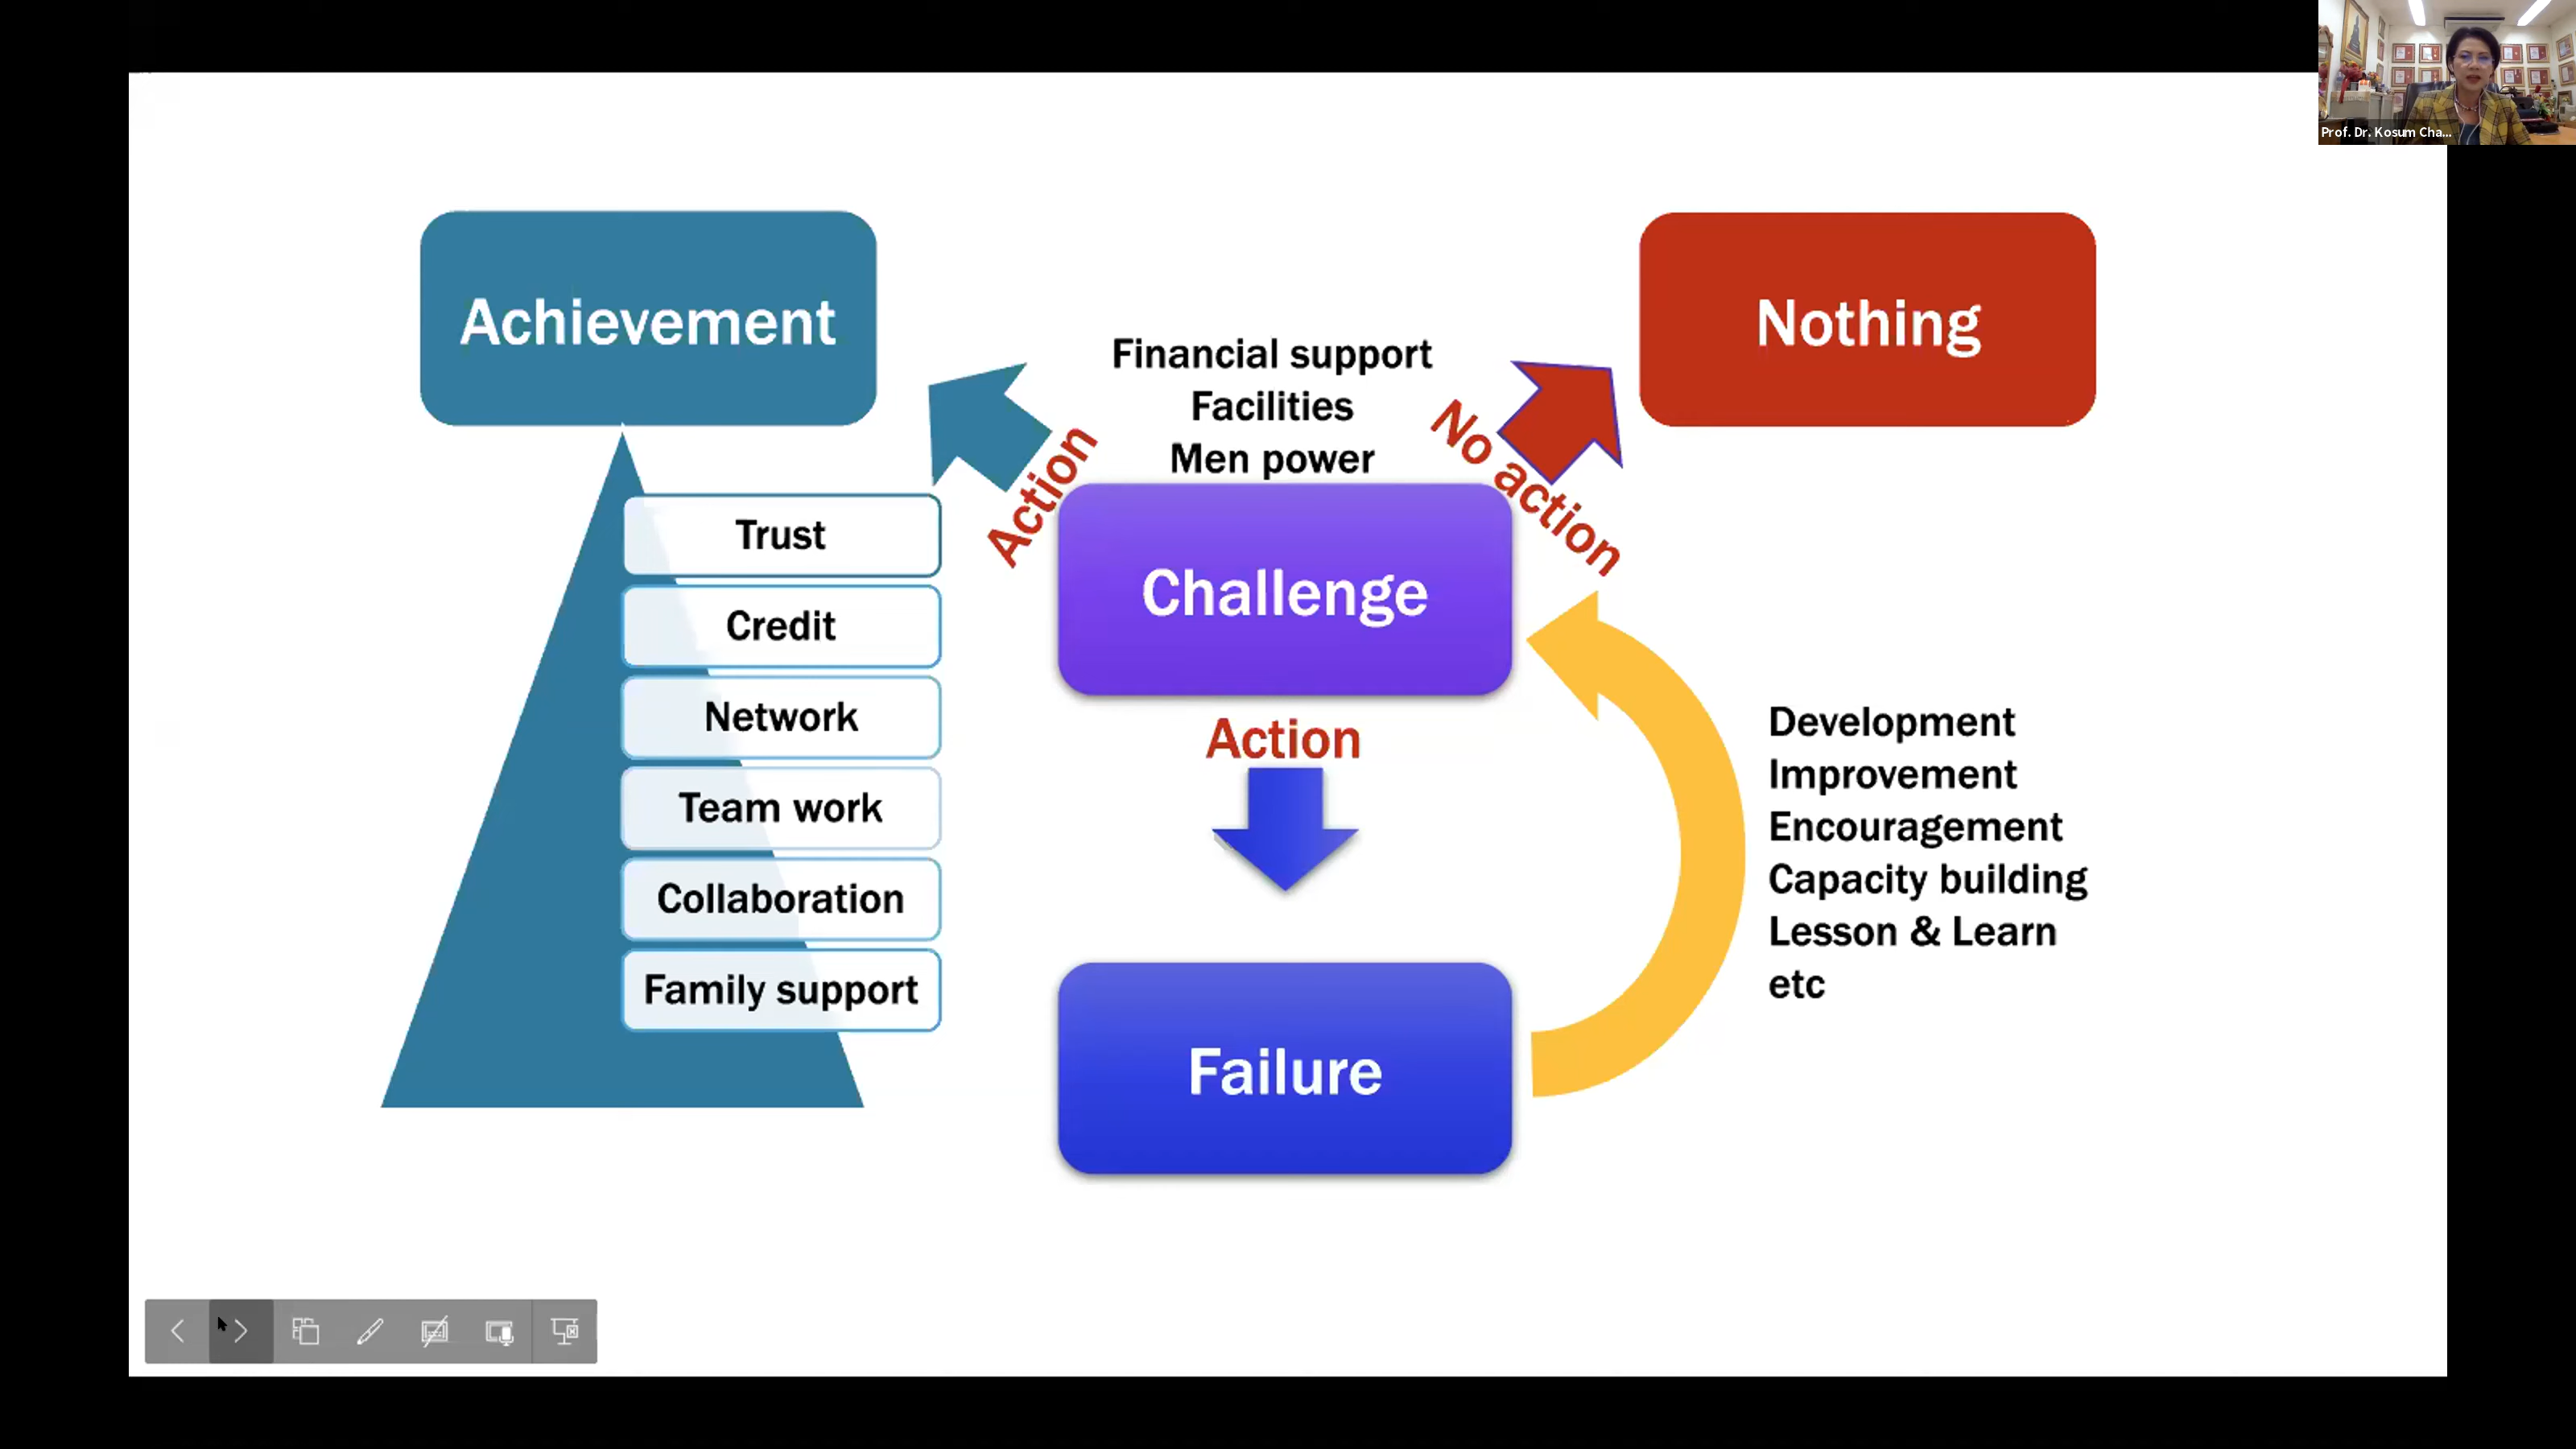 Prof. Dr. Kosum Cha...
Achievement
Nothing
Financial support
Facilities
Men power
Action
No action
Challenge
Trust
Credit
Network
Team work
Collaboration
Family support
Action
Failure
Development
Improvement
Encouragement
Capacity building
Lesson & Learn
etc